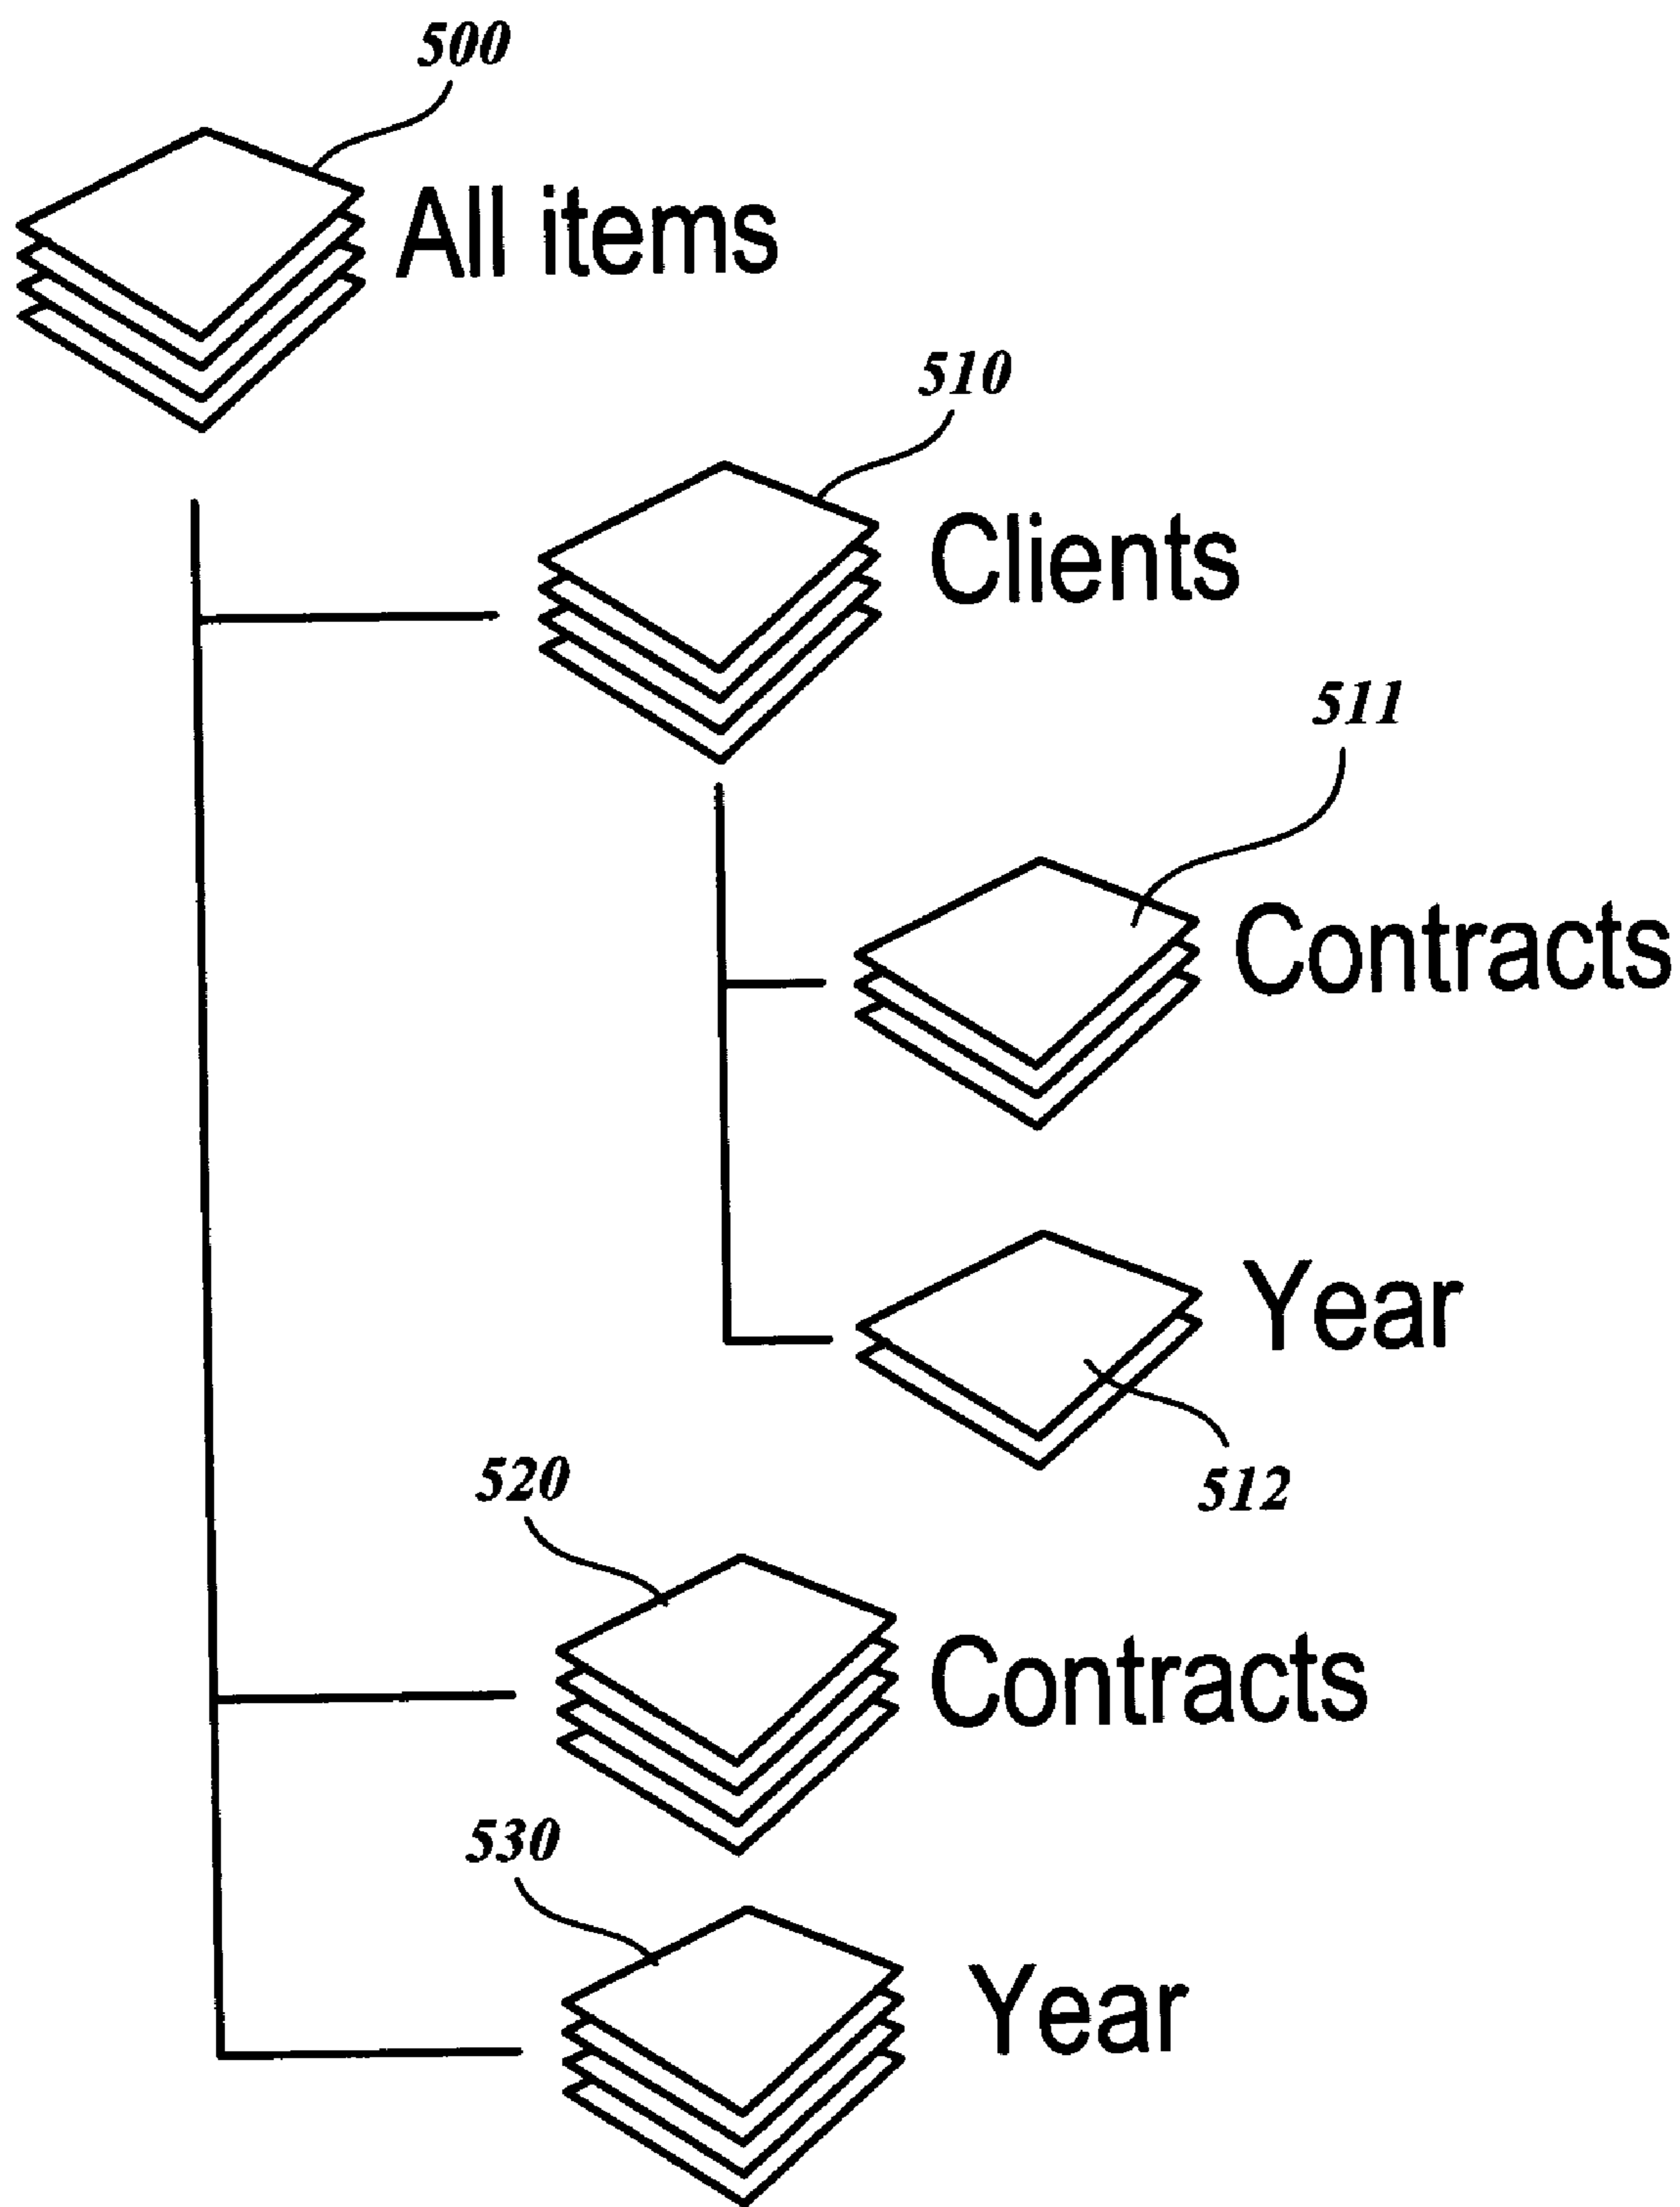 500
All items
510
Clients
511
Contracts
Year
512
520
Contracts
530
Year